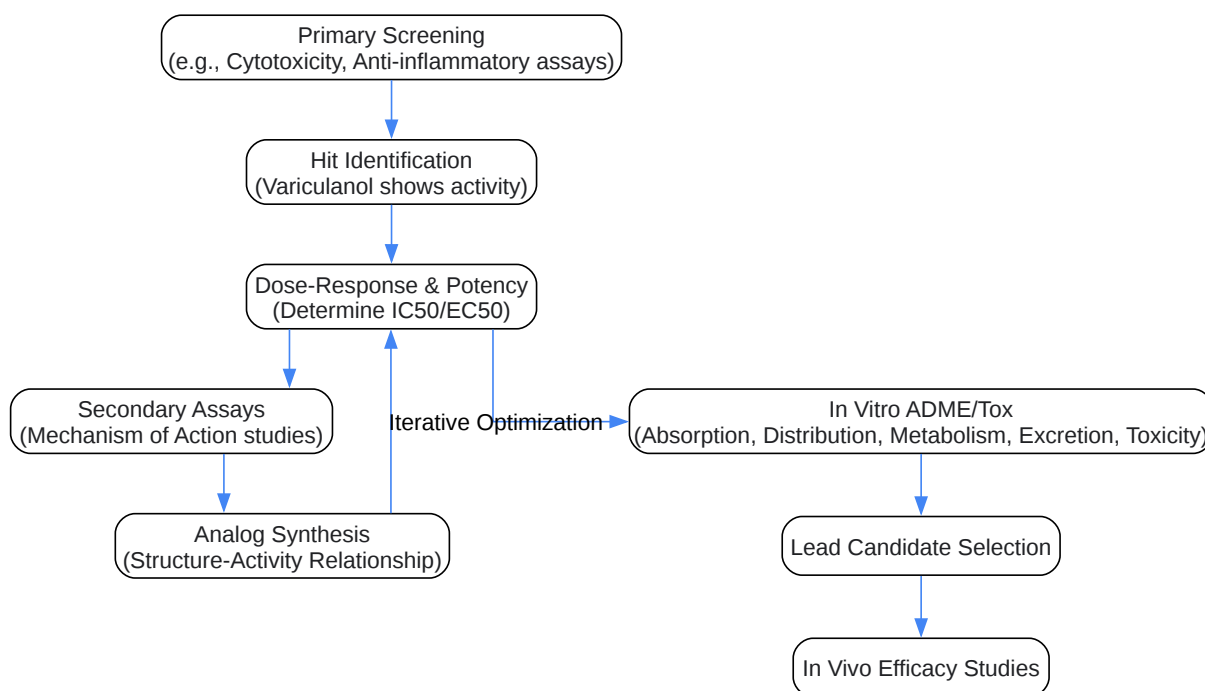 Primary Screening
(e.g., Cytotoxicity, Anti-inflammatory assays)
Hit Identification
(Variculanol shows activity)
Dose-Response & Potency
(Determine IC50/EC50)
Secondary Assays
(Mechanism of Action studies)
Iterative Optimization
In Vitro ADME/Tox
(Absorption, Distribution, Metabolism, Excretion, Toxicity)
Analog Synthesis
(Structure-Activity Relationship)
Lead Candidate Selection
In Vivo Efficacy Studies